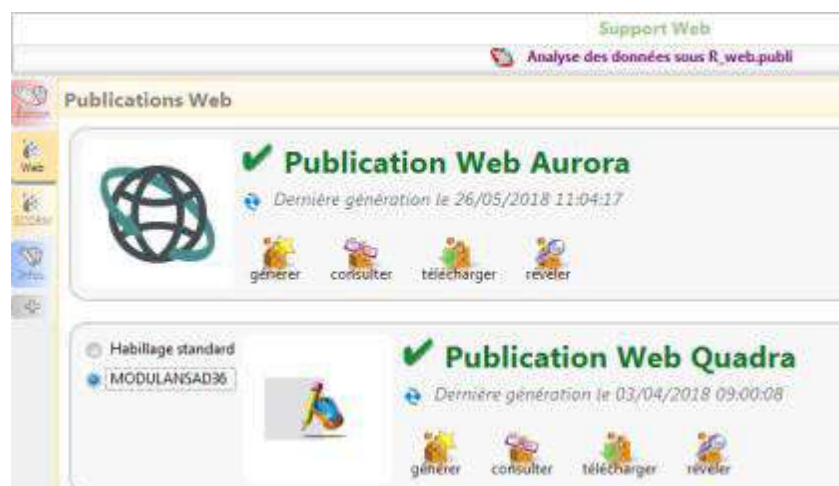 Support Web
Analyse des données sous R_web.publi
Publications Web
Web
Publication Web Aurora
Dernière génération le 26/05/2018 11:04:17
générer consulter télécharger révéler
Habillage standard
MODULANSAD36
Publication Web Quadra
Dernière génération le 03/04/2018 09:00:08
générer consulter télécharger révéler